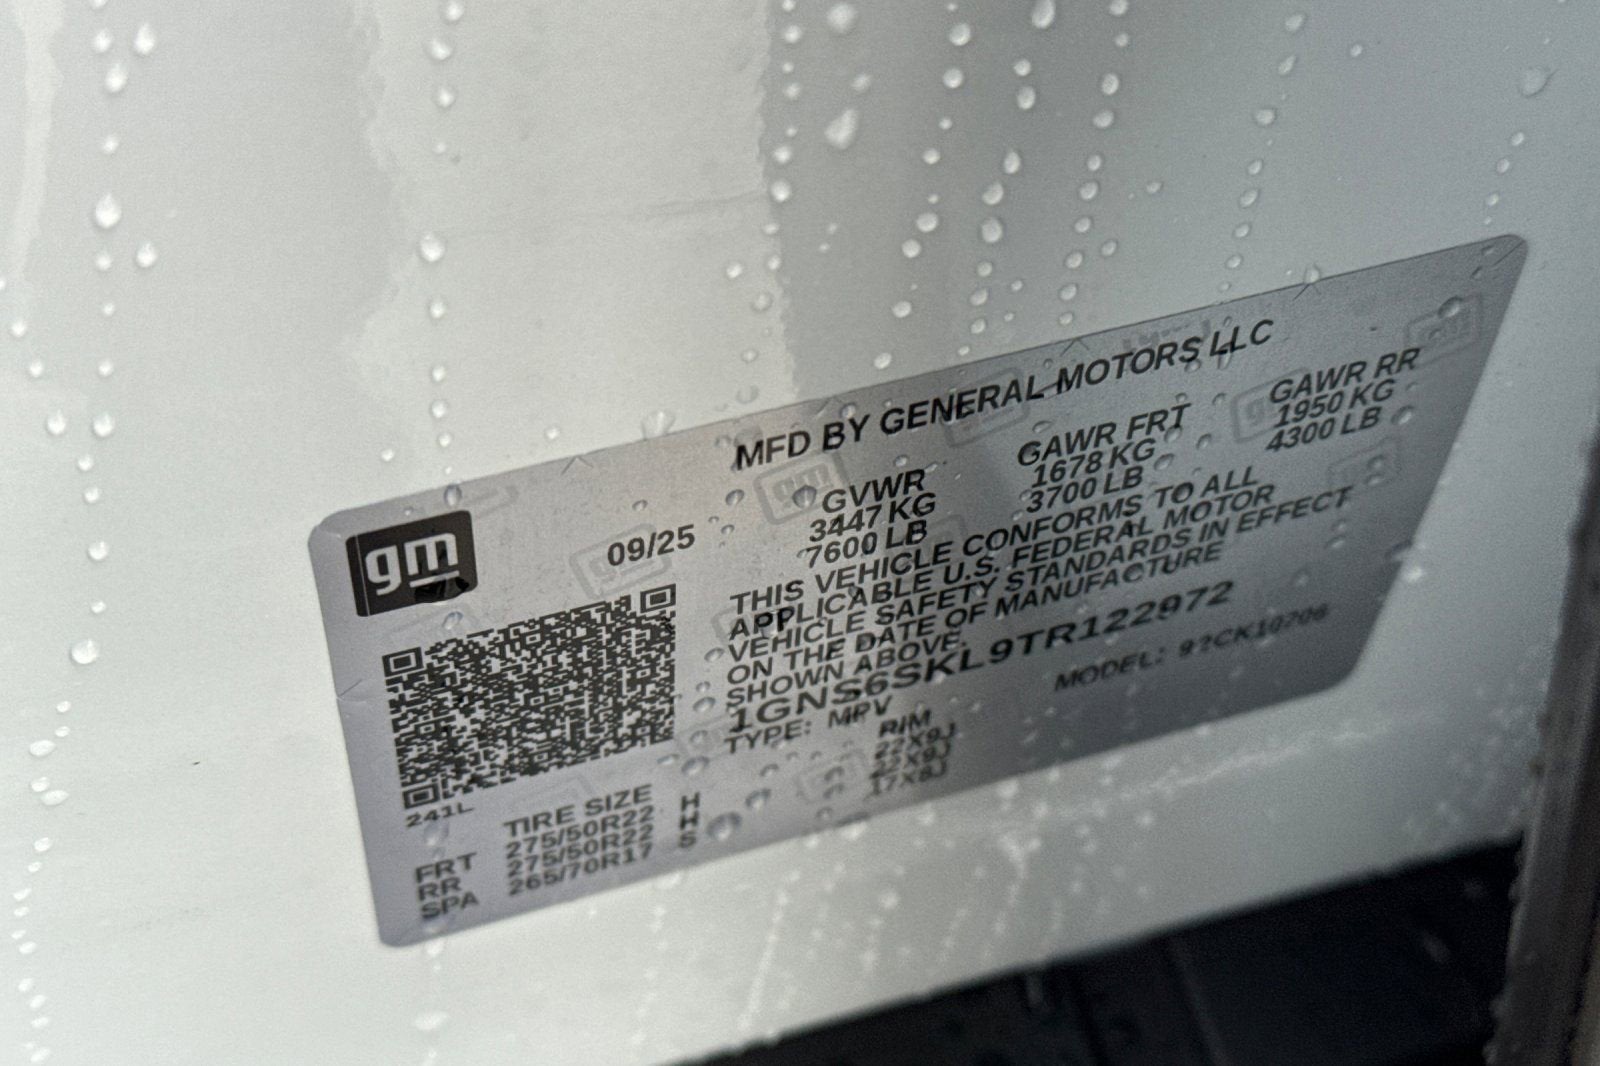 MFD BY GENERAL MOTORS LLC
gm
09/25
GVWR GAWR FRT GAWR RR
3447 KG 1678 KG 1950 KG
7600 LB 3700 LB 4300 LB
THIS VEHICLE CONFORMS TO ALL
APPLICABLE U.S. FEDERAL MOTOR
VEHICLE SAFETY STANDARDS IN EFFECT
ON THE DATE OF MANUFACTURE
SHOWN ABOVE.
1GNS6SKL9TR122972
TYPE: MPV MODEL: 92CK10706
241L
TIRE SIZE RIM
FRT 275/50R22 H 22X9J
RR 275/50R22 H 22X9J
SPA 265/70R17 S 17X8J